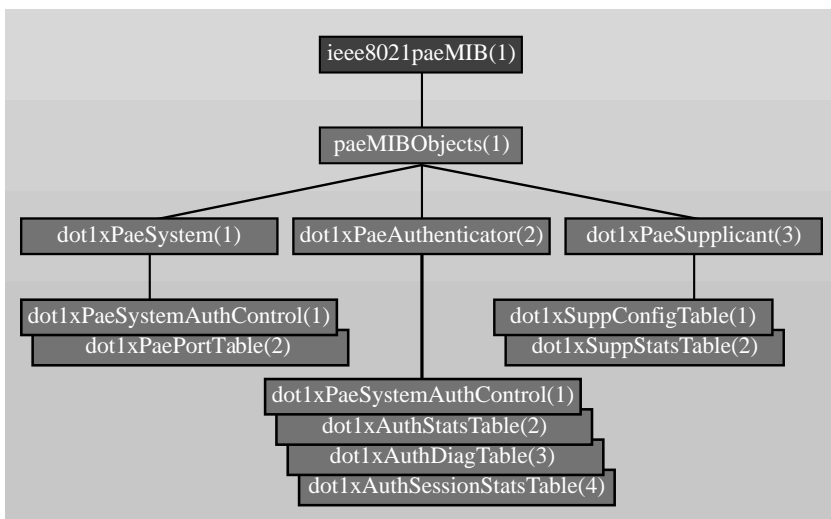 ieee8021paeMIB(1)
paeMIBObjects(1)
dot1xPaeSystem(1)
dot1xPaeAuthenticator(2)
dot1xPaeSupplicant(3)
dot1xPaeSystemAuthControl(1)
dot1xPaePortTable(2)
dot1xSuppConfigTable(1)
dot1xSuppStatsTable(2)
dot1xPaeSystemAuthControl(1)
dot1xAuthStatsTable(2)
dot1xAuthDiagTable(3)
dot1xAuthSessionStatsTable(4)